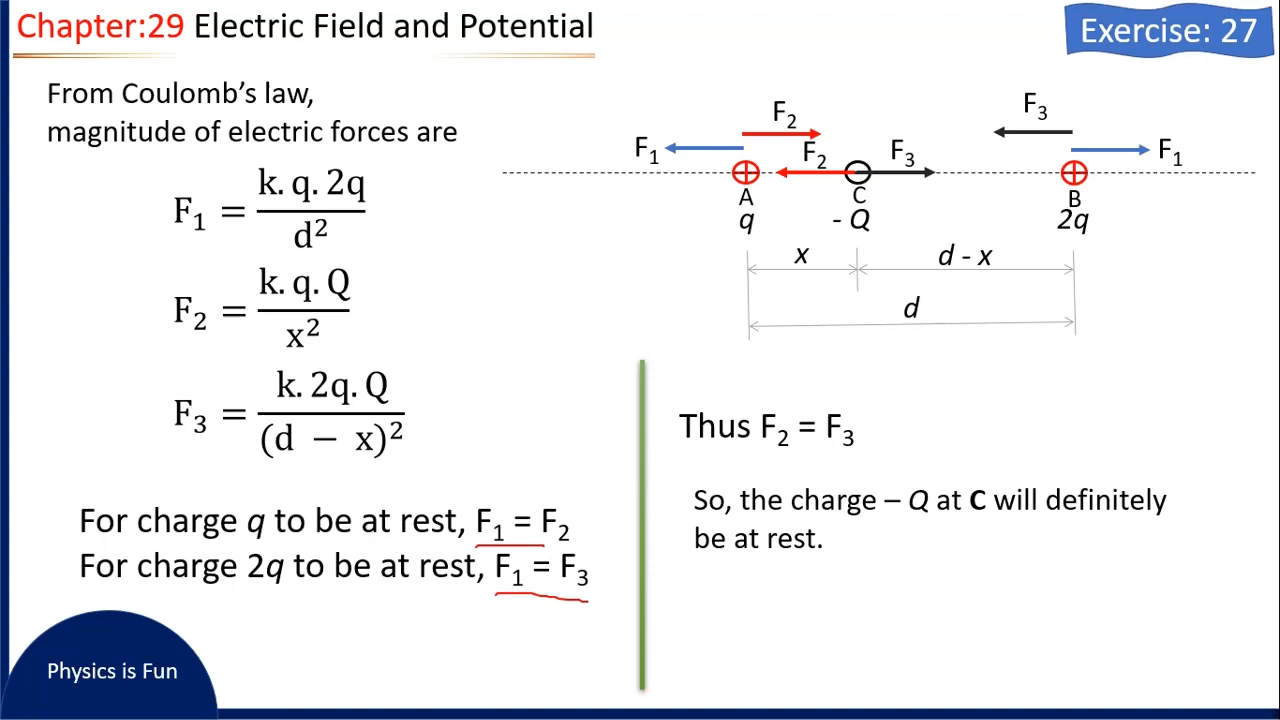 Chapter:29 Electric Field and Potential
Exercise: 27
From Coulomb's law,
magnitude of electric forces are
F₁ = k. q. 2q / d²
F₂ = k. q. Q / x²
F₃ = k. 2q. Q / (d − x)²
For charge q to be at rest, F₁ = F₂
For charge 2q to be at rest, F₁ = F₃
F₃
F₂
F₁ F₂ F₃ F₁
A C B
q - Q 2q
x d - x
d
Thus F₂ = F₃
So, the charge – Q at C will definitely
be at rest.
Physics is Fun